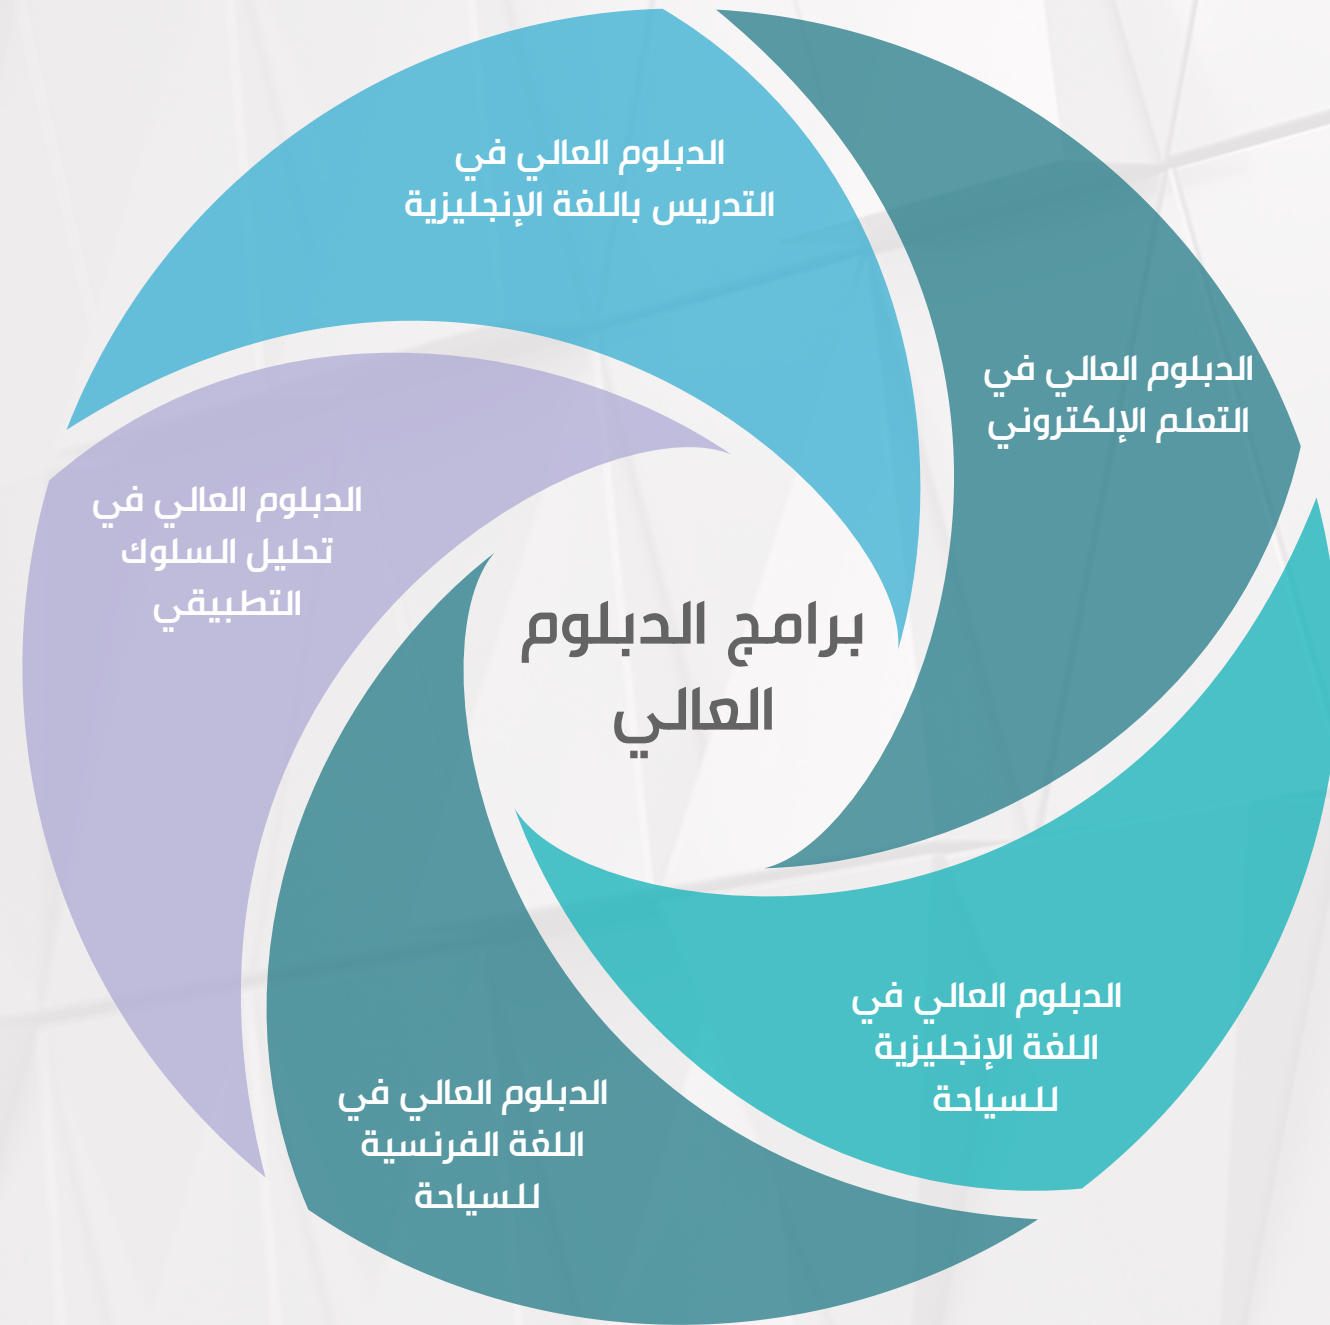 الدبلوم العالي في
التدريس باللغة الإنجليزية
الدبلوم العالي في
التعلم الإلكتروني
الدبلوم العالي في
تحليل السلوك
التطبيقي
برامج الدبلوم
العالي
الدبلوم العالي في
اللغة الإنجليزية
للسياحة
الدبلوم العالي في
اللغة الفرنسية
للسياحة